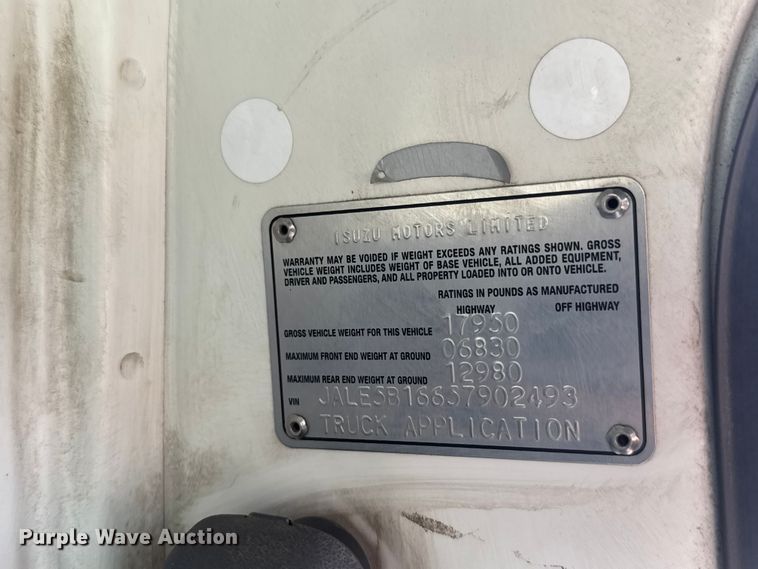 ISUZU MOTORS LIMITED
WARRANTY MAY BE VOIDED IF WEIGHT EXCEEDS ANY RATINGS SHOWN. GROSS
VEHICLE WEIGHT INCLUDES WEIGHT OF BASE VEHICLE, ALL ADDED EQUIPMENT,
DRIVER AND PASSENGERS, AND ALL PROPERTY LOADED INTO OR ONTO VEHICLE.
RATINGS IN POUNDS AS MANUFACTURED
HIGHWAY OFF HIGHWAY
GROSS VEHICLE WEIGHT FOR THIS VEHICLE 17950
MAXIMUM FRONT END WEIGHT AT GROUND 06830
MAXIMUM REAR END WEIGHT AT GROUND 12980
VIN JALE5B16657902493
TRUCK APPLICATION
Purple Wave Auction